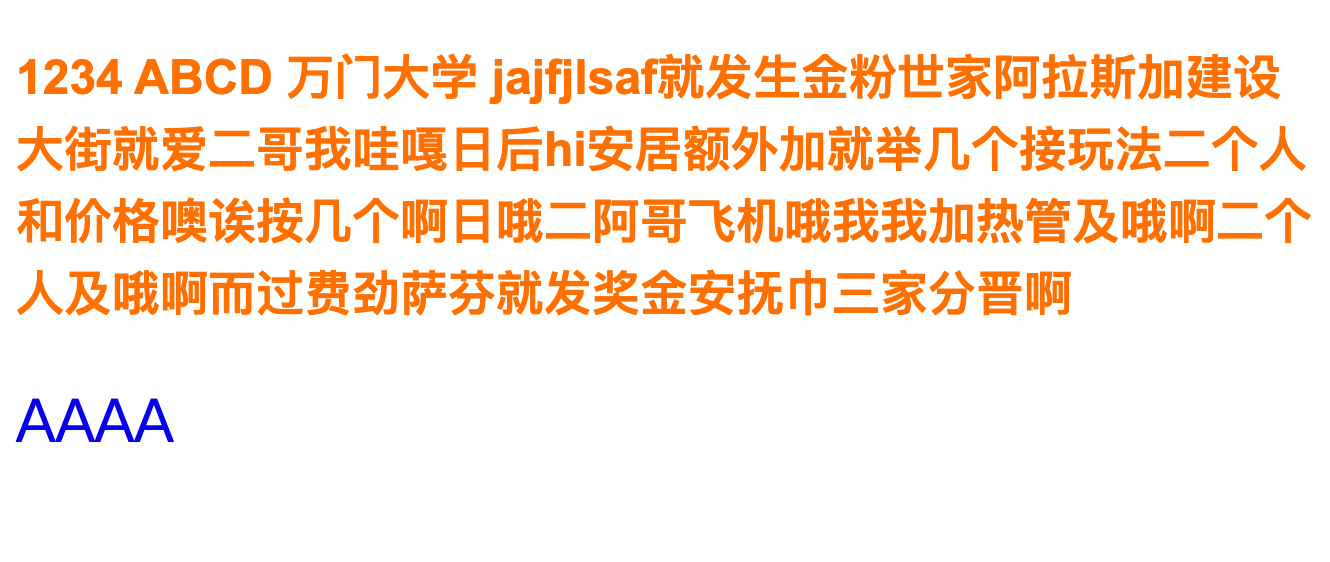 1234 ABCD 万门大学 jajfjlsaf就发生金粉世家阿拉斯加建设
大街就爱二哥我哇嘎日后hi安居额外加就举几个接玩法二个人
和价格噢诶按几个啊日哦二阿哥飞机哦我我加热管及哦啊二个
人及哦啊而过费劲萨芬就发奖金安抚巾三家分晋啊
AAAA